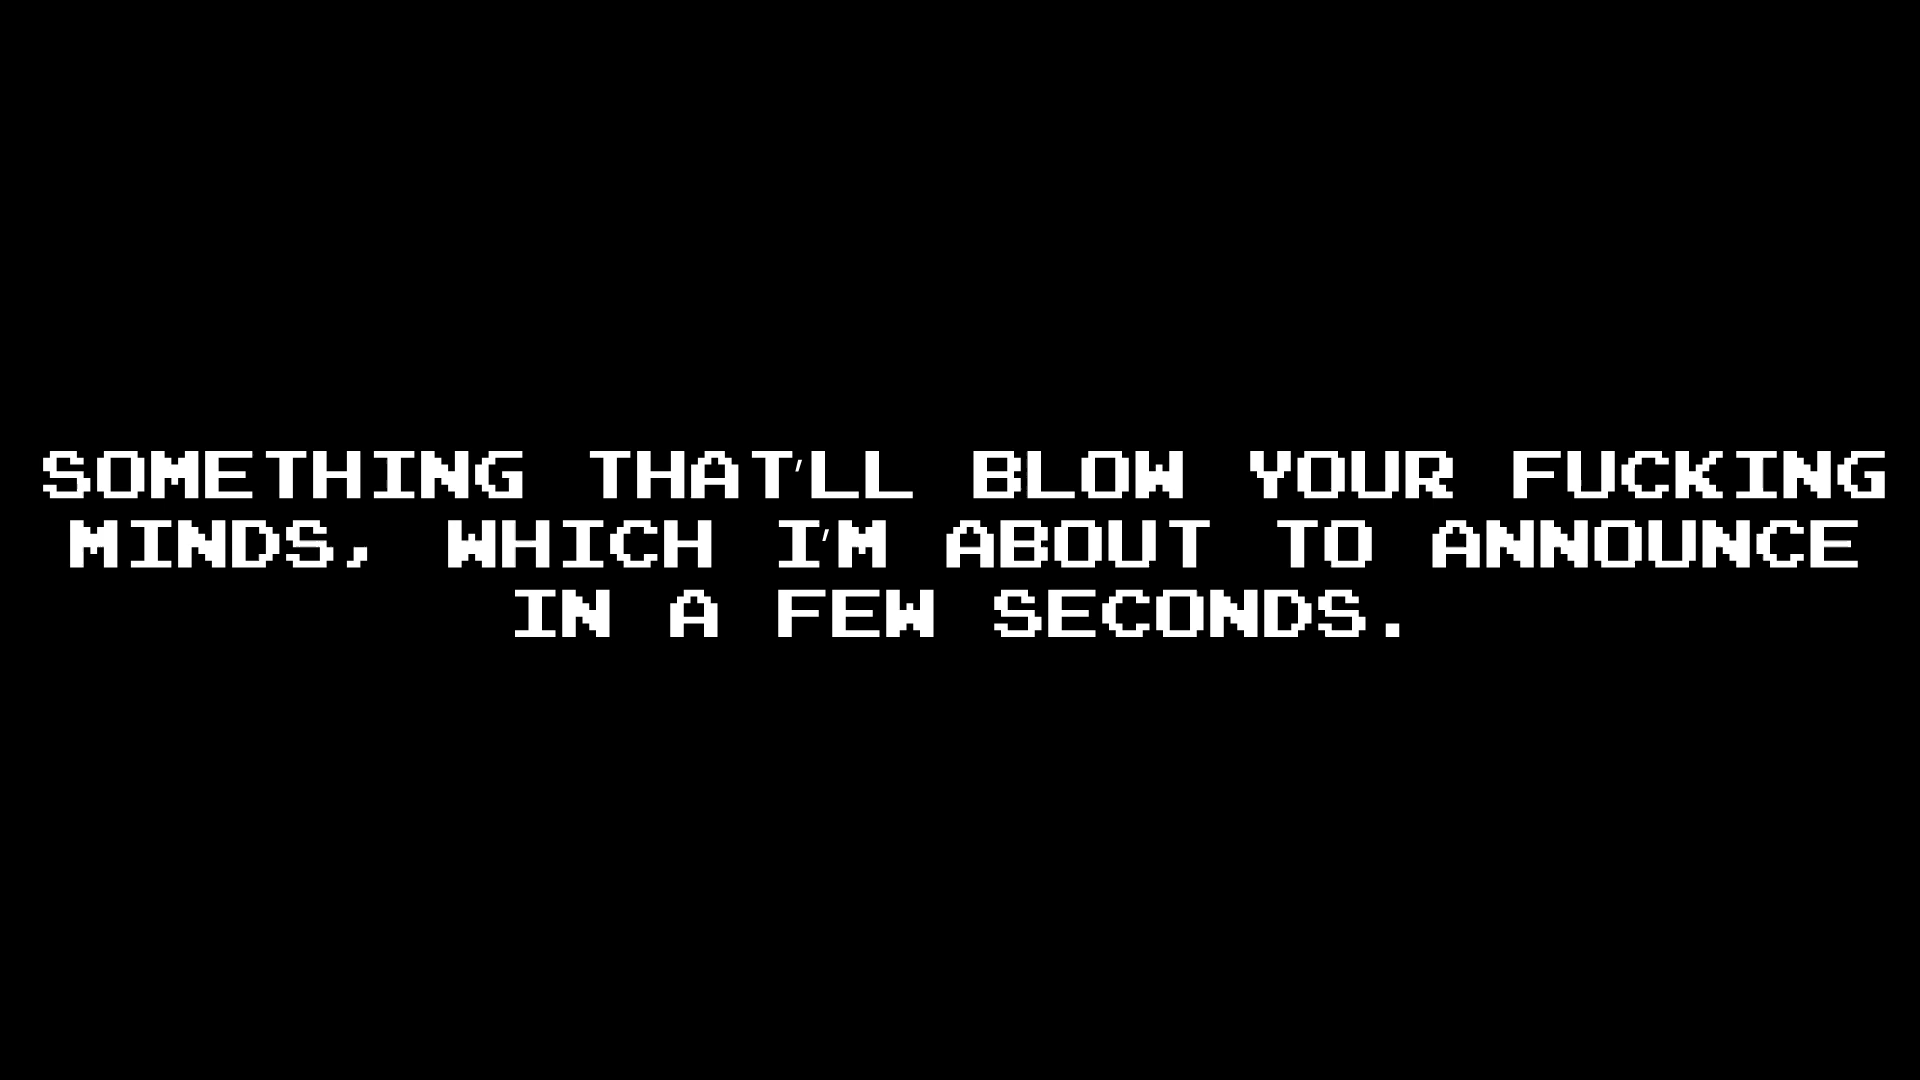 SOMETHING THAT'LL BLOW YOUR FUCKING
MINDS, WHICH I'M ABOUT TO ANNOUNCE
IN A FEW SECONDS.